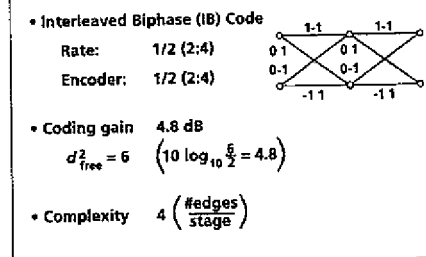 • Interleaved Biphase (IB) Code
Rate: 1/2 (2:4)
Encoder: 1/2 (2:4)
1-1 1-1
0 1 0 1
0-1 0-1
-1 1 -1 1
• Coding gain 4.8 dB
d²free = 6 (10 log₁₀ 6/2 = 4.8)
• Complexity 4 (#edges/stage)